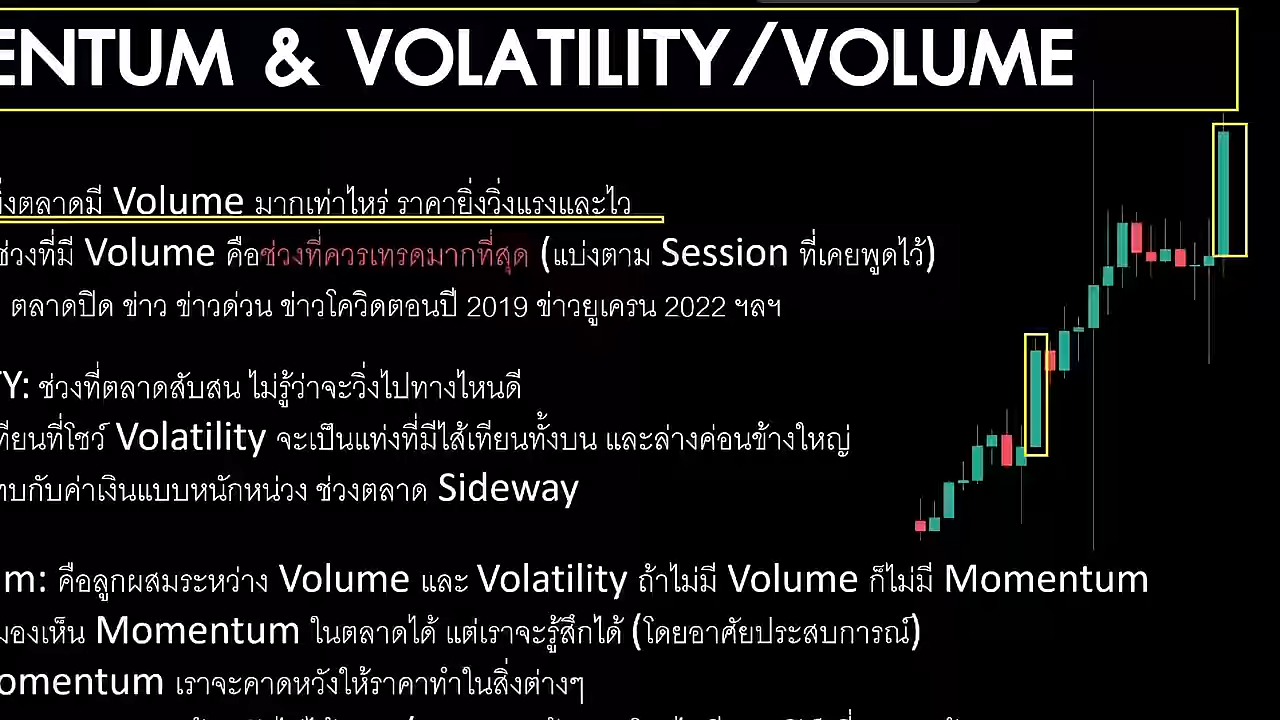 ENTUM & VOLATILITY/VOLUME
ยิ่งตลาดมี Volume มากเท่าไหร่ ราคายิ่งวิ่งแรงและไว
ช่วงที่มี Volume คือช่วงที่ควรเทรดมากที่สุด (แบ่งตาม Session ที่เคยพูดไว้)
ตลาดปิด ข่าว ข่าวด่วน ข่าวโควิดตอนปี 2019 ข่าวยูเครน 2022 ฯลฯ
TY: ช่วงที่ตลาดสับสน ไม่รู้ว่าจะวิ่งไปทางไหนดี
เทียนที่โชว์ Volatility จะเป็นแท่งที่มีไส้เทียนทั้งบน และล่างค่อนข้างใหญ่
ทบกับค่าเงินแบบหนักหน่วง ช่วงตลาด Sideway
m: คือลูกผสมระหว่าง Volume และ Volatility ถ้าไม่มี Volume ก็ไม่มี Momentum
มองเห็น Momentum ในตลาดได้ แต่เราจะรู้สึกได้ (โดยอาศัยประสบการณ์)
omentum เราจะคาดหวังให้ราคาทำในสิ่งต่างๆ